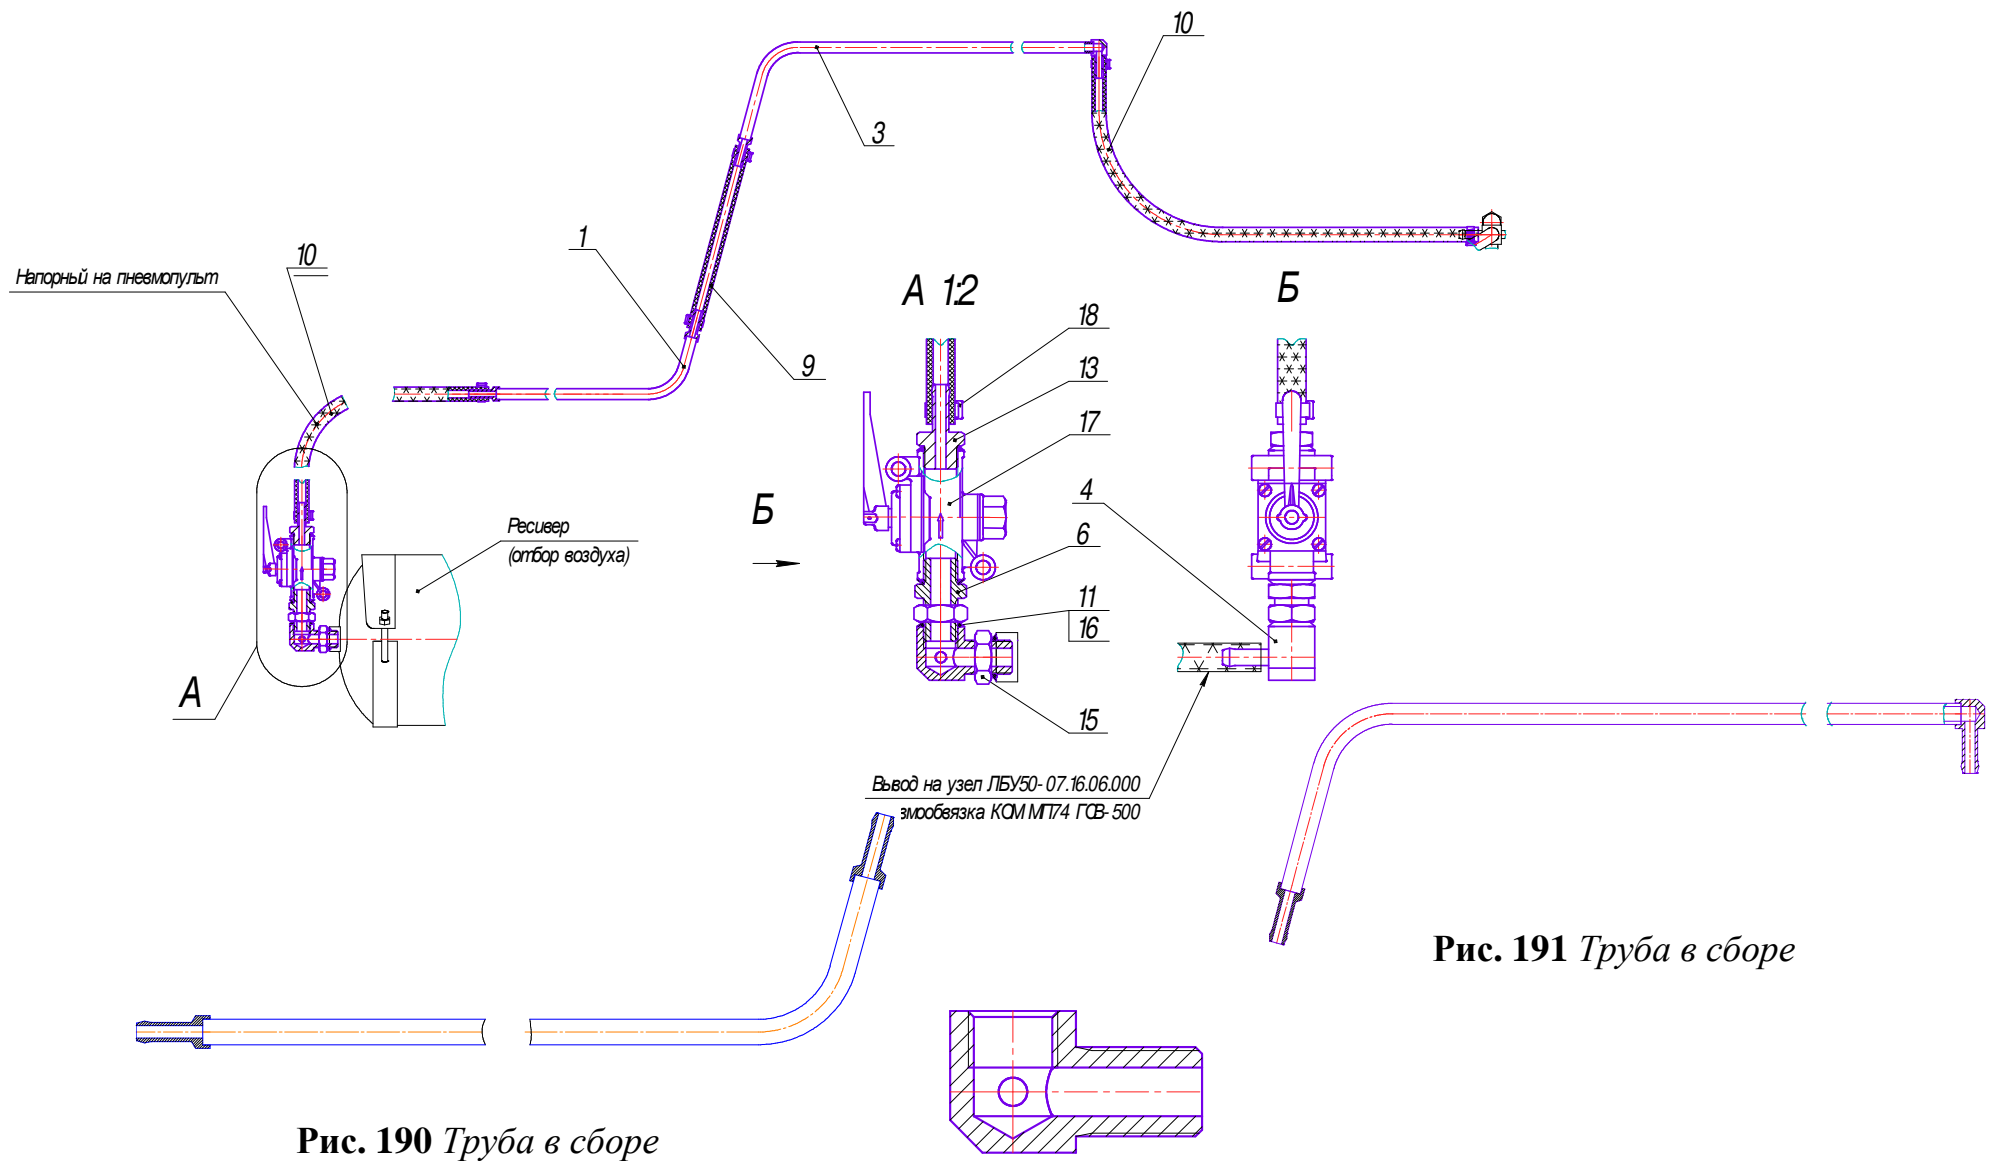 10
3
1
10
Напорный на пневмопульт
9
А 1:2
Б
18
13
17
4
6
11
16
15
Б
Ресивер
(отбор воздуха)
А
Вывод на узел ЛБУ50-07.16.06.000
змообвязка КОМ МП74 ГСВ-500
Рис. 191 Труба в сборе
Рис. 190 Труба в сборе